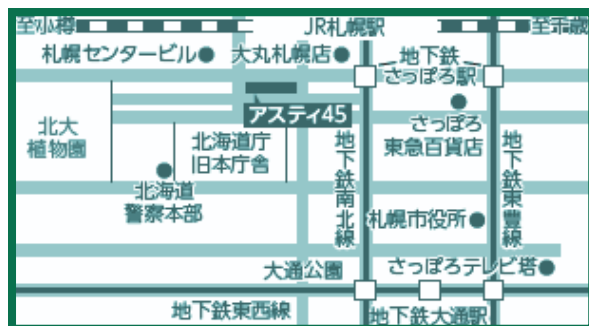 至小樽
JR札幌駅
至千歳
札幌センタービル
大丸札幌店
地下鉄
さっぽろ駅
アスティ45
北大
植物園
北海道庁
旧本庁舎
さっぽろ
東急百貨店
地下鉄南北線
地下鉄東豊線
北海道
警察本部
札幌市役所
大通公園
さっぽろテレビ塔
地下鉄東西線
地下鉄大通駅